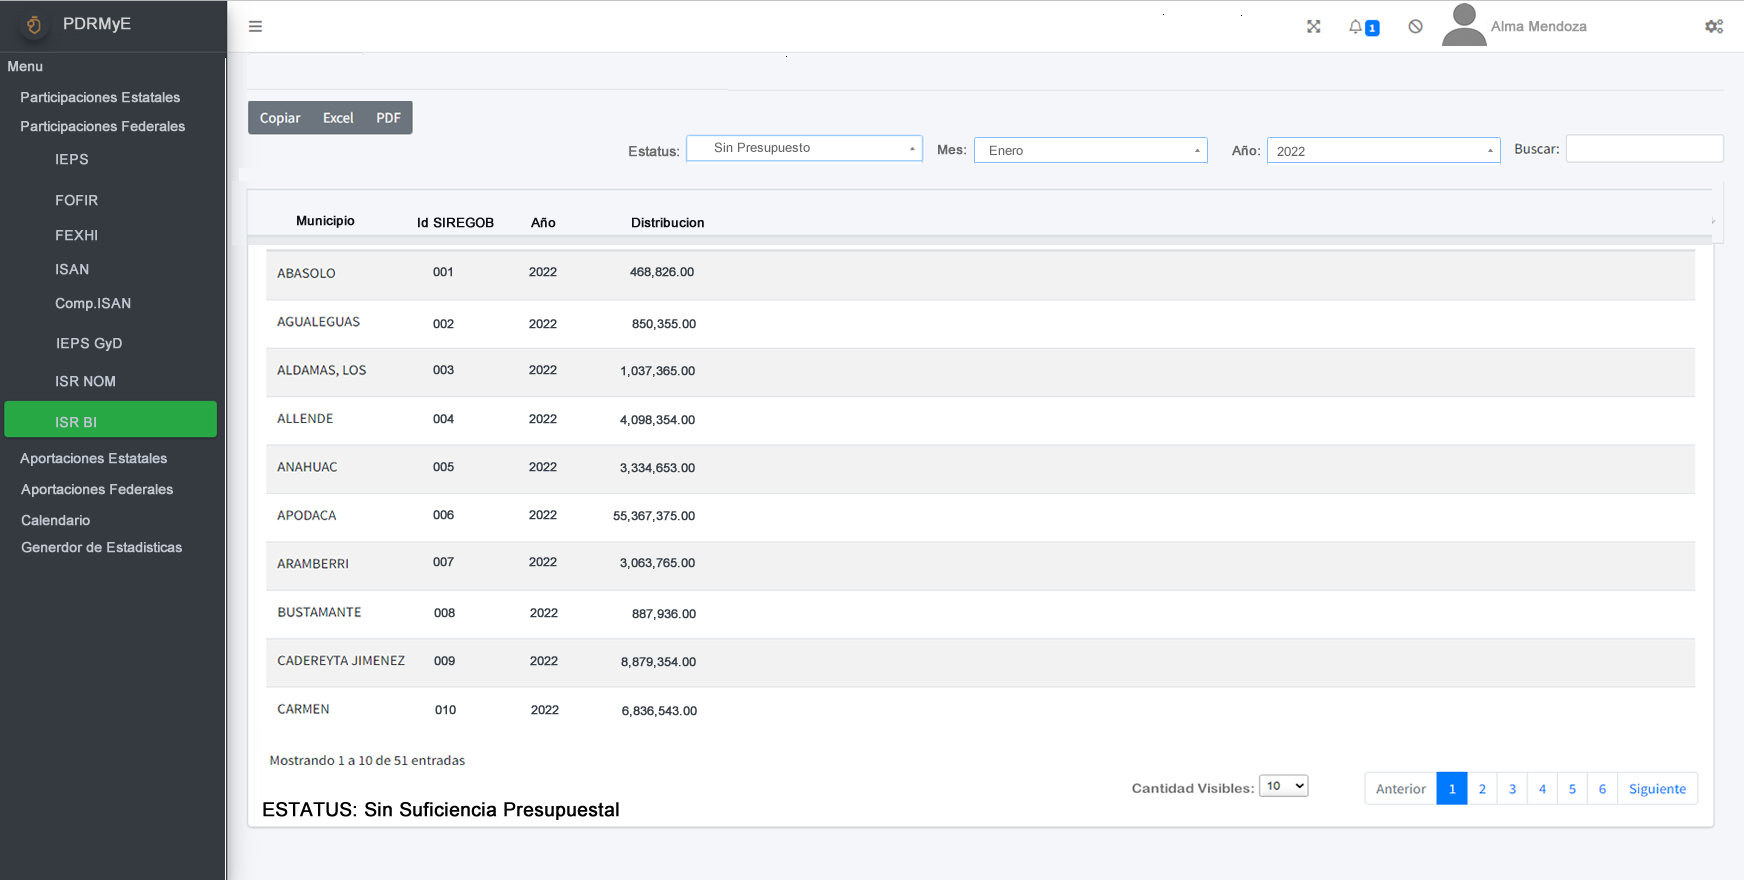 PDRMyE
1
Alma Mendoza
Menu
Participaciones Estatales
Participaciones Federales
IEPS
FOFIR
FEXHI
ISAN
Comp.ISAN
IEPS GyD
ISR NOM
ISR BI
Aportaciones Estatales
Aportaciones Federales
Calendario
Generdor de Estadisticas
Copiar Excel PDF
Estatus: Sin Presupuesto Mes: Enero Año: 2022 Buscar:
Municipio Id SIREGOB Año Distribucion
ABASOLO 001 2022 468,826.00
AGUALEGUAS 002 2022 850,355.00
ALDAMAS, LOS 003 2022 1,037,365.00
ALLENDE 004 2022 4,098,354.00
ANAHUAC 005 2022 3,334,653.00
APODACA 006 2022 55,367,375.00
ARAMBERRI 007 2022 3,063,765.00
BUSTAMANTE 008 2022 887,936.00
CADEREYTA JIMENEZ 009 2022 8,879,354.00
CARMEN 010 2022 6,836,543.00
Mostrando 1 a 10 de 51 entradas
Cantidad Visibles: 10 Anterior 1 2 3 4 5 6 Siguiente
ESTATUS: Sin Suficiencia Presupuestal